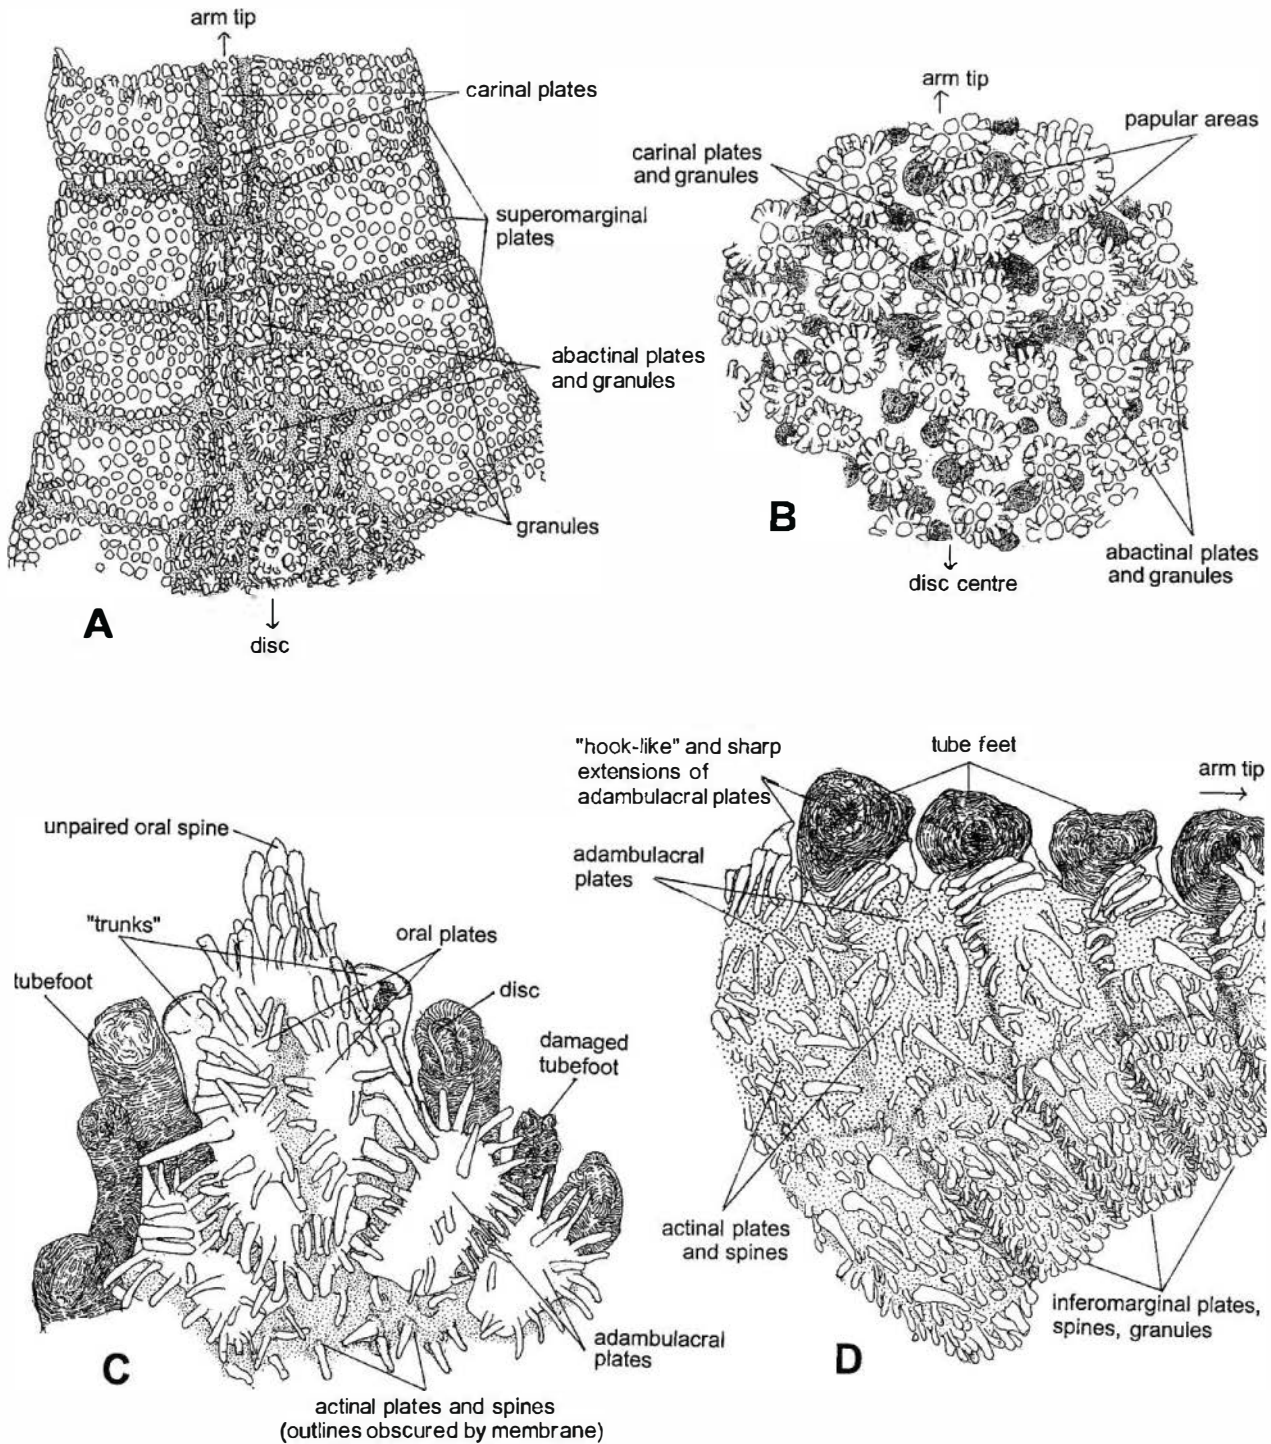 arm tip
carinal plates
superomarginal
plates
abactinal plates
and granules
granules
A
disc
arm tip
papular areas
carinal plates
and granules
B
abactinal plates
and granules
disc centre
unpaired oral spine
"trunks"
oral plates
tubefoot
disc
damaged
tubefoot
adambulacral
plates
C
actinal plates and spines
(outlines obscured by membrane)
"hook-like" and sharp
extensions of
adambulacral plates
tube feet
arm tip
adambulacral
plates
actinal plates
and spines
inferomarginal plates,
spines, granules
D